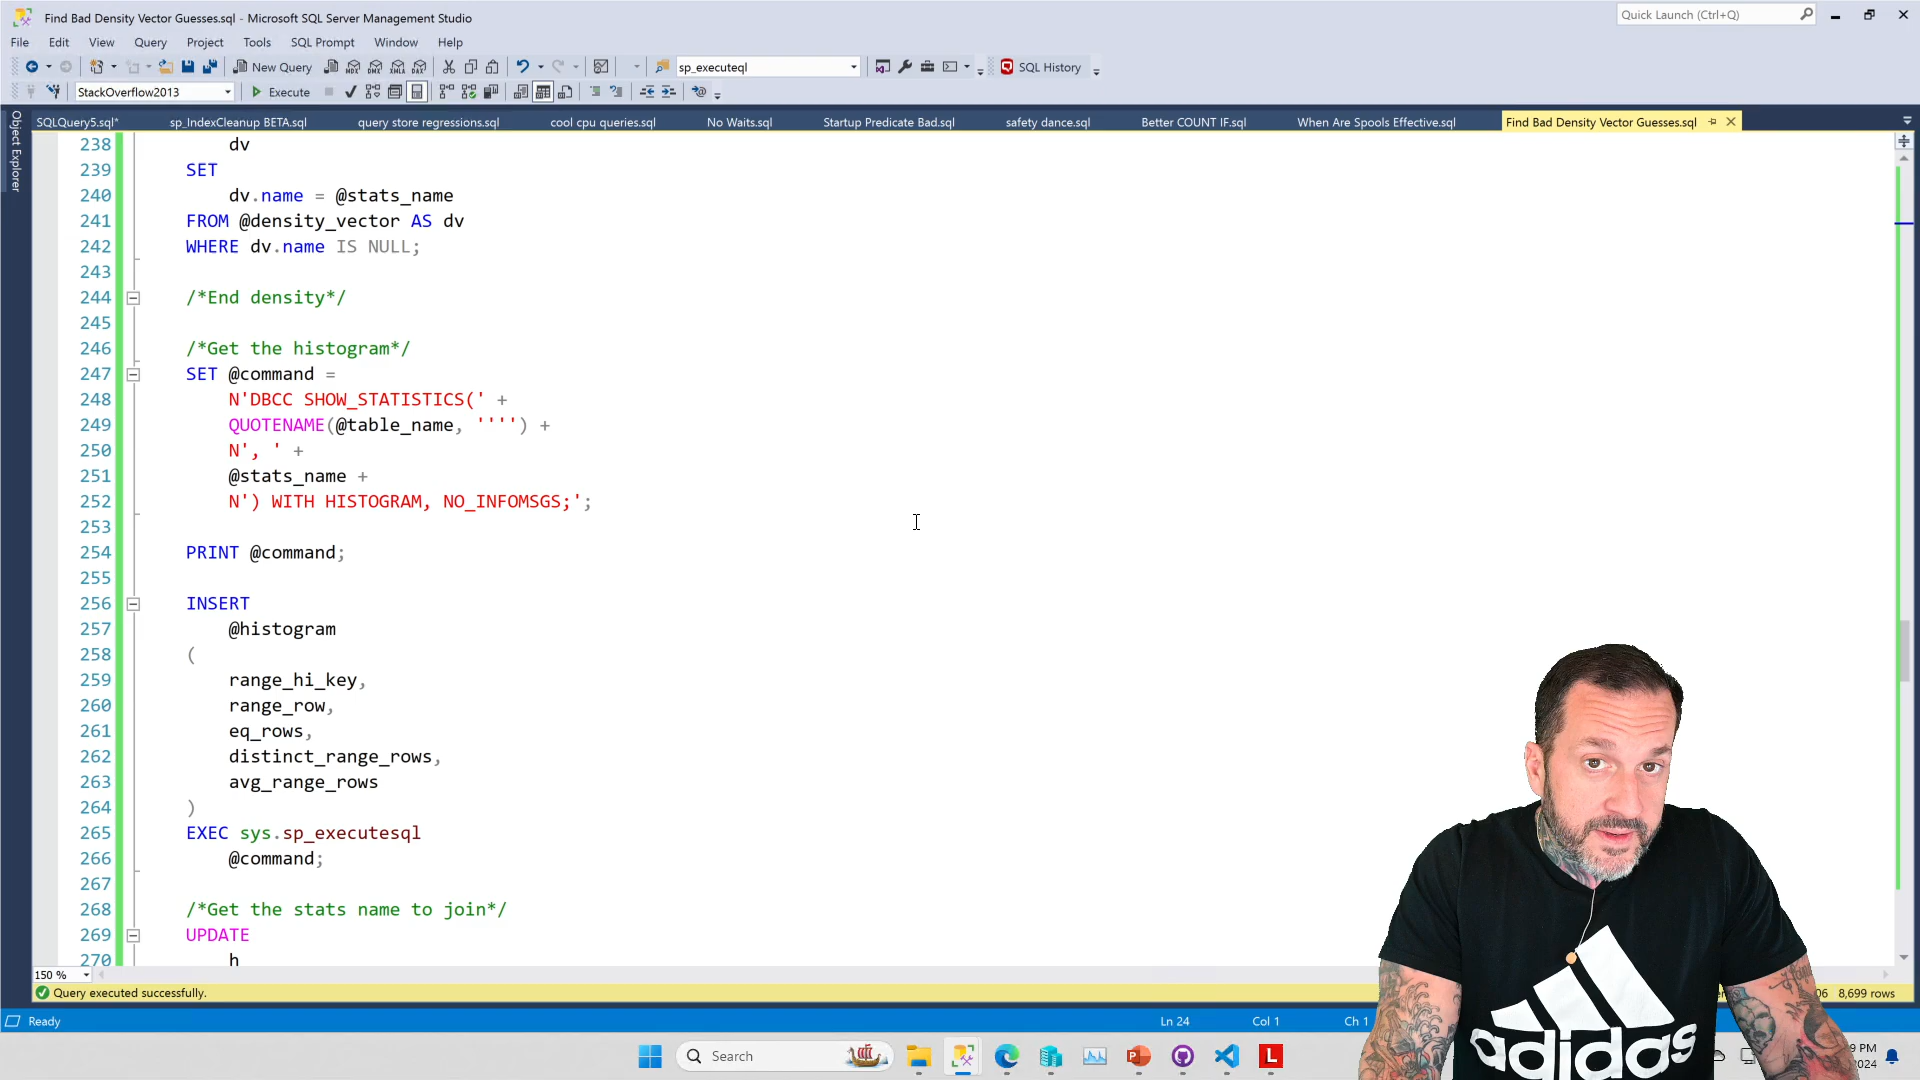 Find Bad Density Vector Guesses.sql - Microsoft SQL Server Management Studio
Quick Launch (Ctrl+Q)
File Edit View Query Project Tools SQL Prompt Window Help
New Query
sp_executeql
SQL History
StackOverflow2013
Execute
SQLQuery5.sql*
sp_IndexCleanup BETA.sql
query store regressions.sql
cool cpu queries.sql
No Waits.sql
Startup Predicate Bad.sql
safety dance.sql
Better COUNT IF.sql
When Are Spools Effective.sql
Find Bad Density Vector Guesses.sql
Object Explorer
238 dv
239 SET
240 dv.name = @stats_name
241 FROM @density_vector AS dv
242 WHERE dv.name IS NULL;
243
244 /*End density*/
245
246 /*Get the histogram*/
247 SET @command =
248 N'DBCC SHOW_STATISTICS(' +
249 QUOTENAME(@table_name, '''') +
250 N', ' +
251 @stats_name +
252 N') WITH HISTOGRAM, NO_INFOMSGS;';
253
254 PRINT @command;
255
256 INSERT
257 @histogram
258 (
259 range_hi_key,
260 range_row,
261 eq_rows,
262 distinct_range_rows,
263 avg_range_rows
264 )
265 EXEC sys.sp_executesql
266 @command;
267
268 /*Get the stats name to join*/
269 UPDATE
270 h
150 %
Query executed successfully.
06 8,699 rows
Ready
Ln 24
Col 1
Ch 1
Search
L
9 PM
2024
adidas